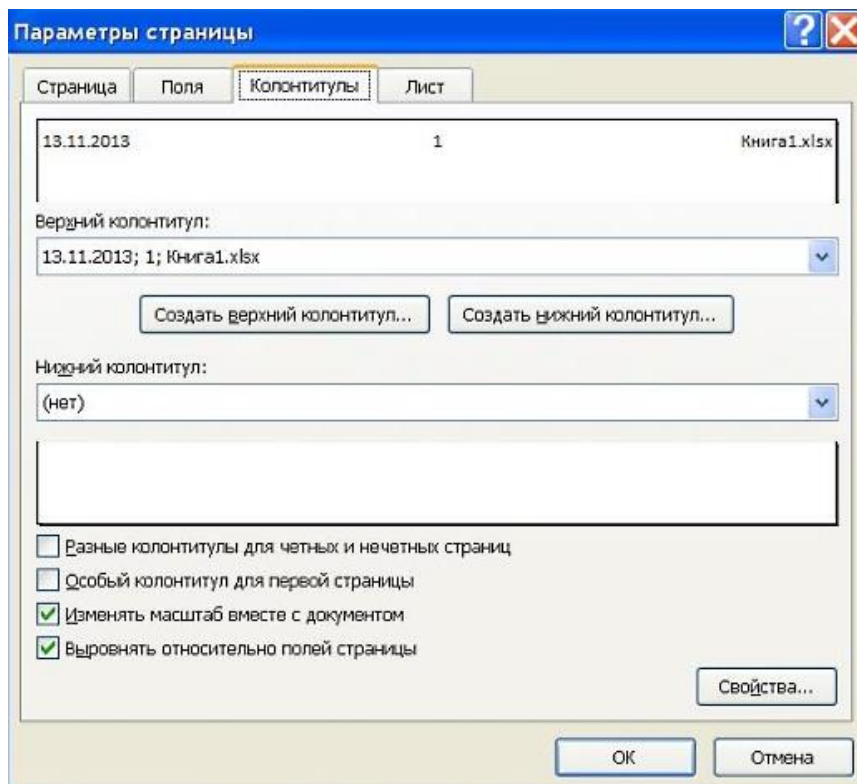 Параметры страницы
Страница Поля Колонтитулы Лист
13.11.2013 1 Книга1.xlsx
Верхний колонтитул:
13.11.2013; 1; Книга1.xlsx
Создать верхний колонтитул... Создать нижний колонтитул...
Нижний колонтитул:
(нет)
Разные колонтитулы для четных и нечетных страниц
Особый колонтитул для первой страницы
Изменять масштаб вместе с документом
Выровнять относительно полей страницы
Свойства...
ОК Отмена